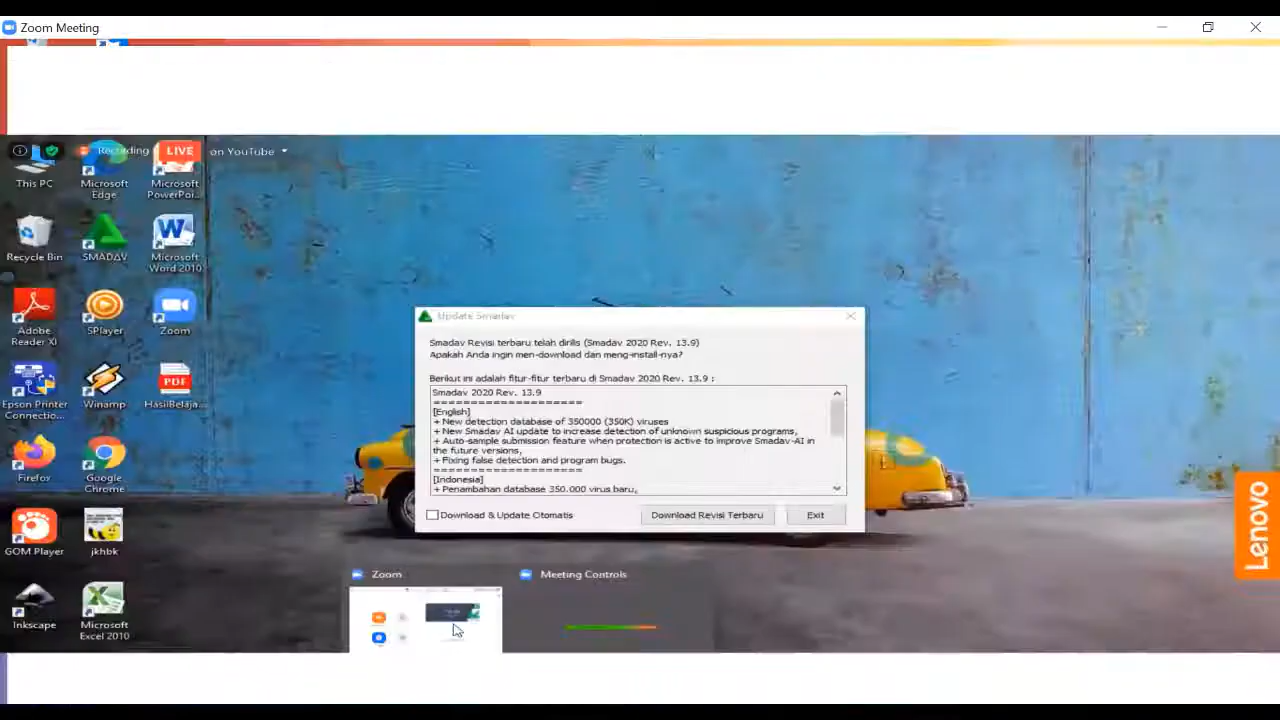 Zoom Meeting
Recording
LIVE
on YouTube
This PC
Microsoft
Edge
Microsoft
PowerPoi...
Recycle Bin
SMADΔV
Microsoft
Word 2010
Adobe
Reader XI
SPlayer
Zoom
Epson Printer
Connectio...
Winamp
PDF
HasilBelaja...
Firefox
Google
Chrome
GOM Player
jkhbk
Inkscape
Microsoft
Excel 2010
Update Smadav
Smadav Revisi terbaru telah dirilis (Smadav 2020 Rev. 13.9)
Apakah Anda ingin men-download dan meng-install-nya?
Berikut ini adalah fitur-fitur terbaru di Smadav 2020 Rev. 13.9 :
Smadav 2020 Rev. 13.9
====================
[English]
+ New detection database of 350000 (350K) viruses
+ New Smadav AI update to increase detection of unknown suspicious programs,
+ Auto-sample submission feature when protection is active to improve Smadav-AI in
the future versions,
+ Fixing false detection and program bugs.
====================
[Indonesia]
+ Penambahan database 350.000 virus baru,
Download & Update Otomatis
Download Revisi Terbaru
Exit
Zoom
Meeting Controls
Lenovo